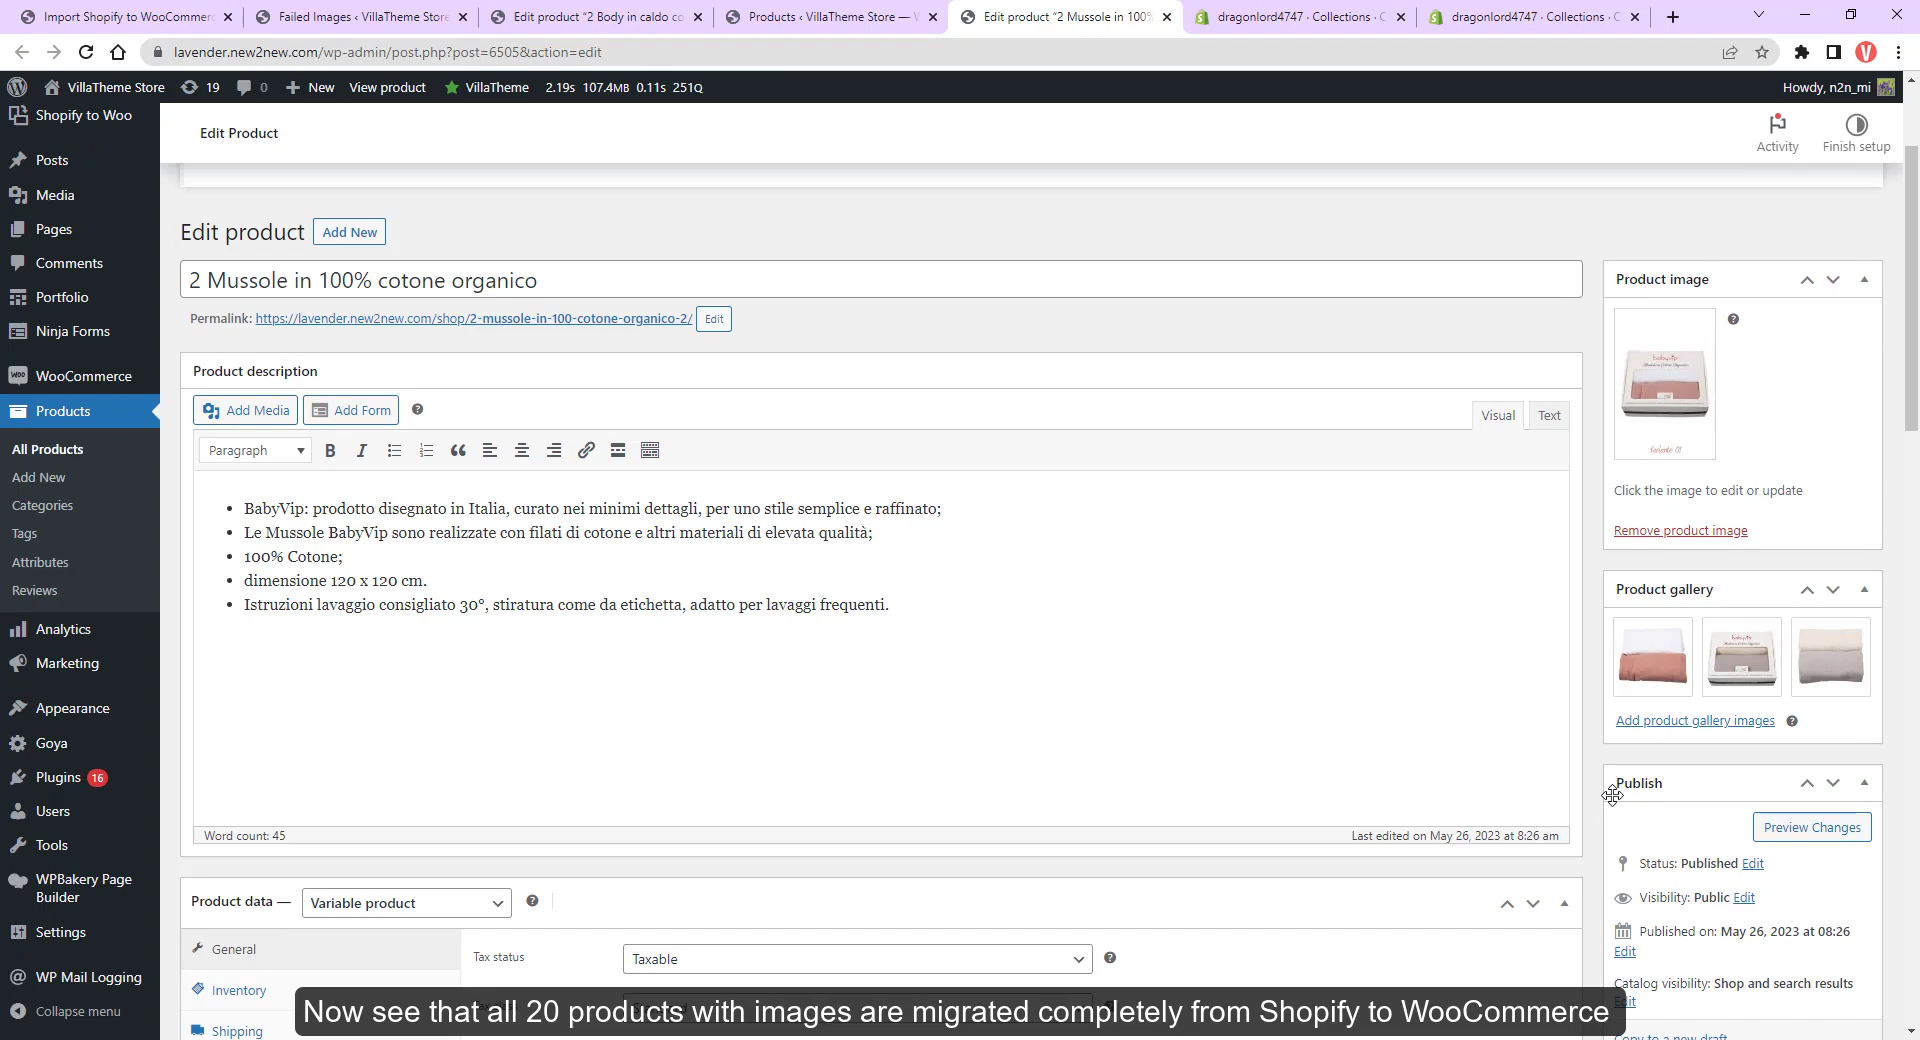 Import Shopify to WooCommerc
Failed Images ‹ VillaTheme Store
Edit product “2 Body in caldo co
Products ‹ VillaTheme Store — W
Edit product “2 Mussole in 100%
dragonlord4747 · Collections · C
dragonlord4747 · Collections · C
lavender.new2new.com/wp-admin/post.php?post=6505&action=edit
V
VillaTheme Store
19
0
New
View product
VillaTheme
2.19s 107.4MB 0.11s 251Q
Howdy, n2n_mi
Shopify to Woo
Posts
Media
Pages
Comments
Portfolio
Ninja Forms
WooCommerce
Products
All Products
Add New
Categories
Tags
Attributes
Reviews
Analytics
Marketing
Appearance
Goya
Plugins 16
Users
Tools
WPBakery Page
Builder
Settings
WP Mail Logging
Collapse menu
Edit Product
Activity
Finish setup
Edit product
Add New
2 Mussole in 100% cotone organico
Permalink: https://lavender.new2new.com/shop/2-mussole-in-100-cotone-organico-2/ Edit
Product description
Add Media
Add Form
Visual
Text
Paragraph
BabyVip: prodotto disegnato in Italia, curato nei minimi dettagli, per uno stile semplice e raffinato;
Le Mussole BabyVip sono realizzate con filati di cotone e altri materiali di elevata qualità;
100% Cotone;
dimensione 120 x 120 cm.
Istruzioni lavaggio consigliato 30°, stiratura come da etichetta, adatto per lavaggi frequenti.
Word count: 45
Last edited on May 26, 2023 at 8:26 am
Product data —
Variable product
General
Inventory
Shipping
Tax status
Taxable
Product image
babyvip
Variante 01
Click the image to edit or update
Remove product image
Product gallery
Add product gallery images
Publish
Preview Changes
Status: Published Edit
Visibility: Public Edit
Published on: May 26, 2023 at 08:26
Edit
Catalog visibility: Shop and search results
Edit
Copy to a new draft
Now see that all 20 products with images are migrated completely from Shopify to WooCommerce